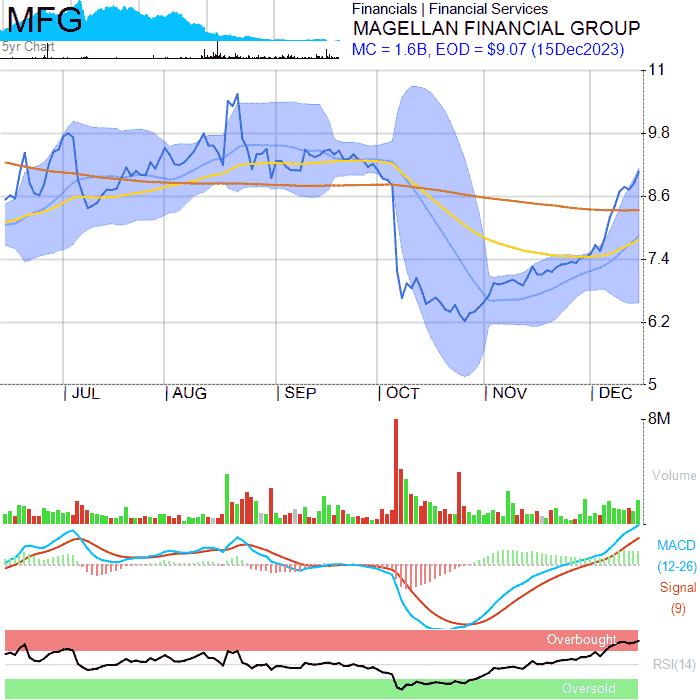 MFG
5yr Chart
Financials | Financial Services
MAGELLAN FINANCIAL GROUP
MC = 1.6B, EOD = $9.07 (15Dec2023)
11
9.8
8.6
7.4
6.2
5
JUL AUG SEP OCT NOV DEC
8M
Volume
MACD
(12-26)
Signal
(9)
Overbought
RSI(14)
Oversold